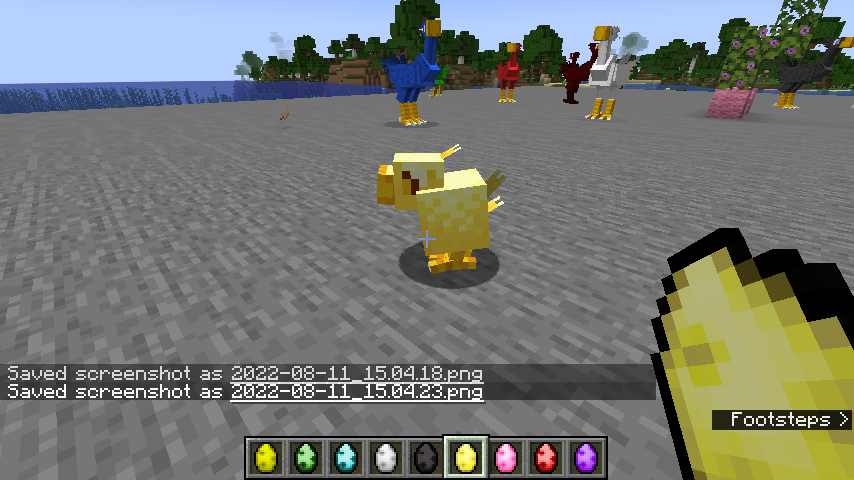 Saved screenshot as 2022-08-11_15.04.18.png
Saved screenshot as 2022-08-11_15.04.23.png
Footsteps >